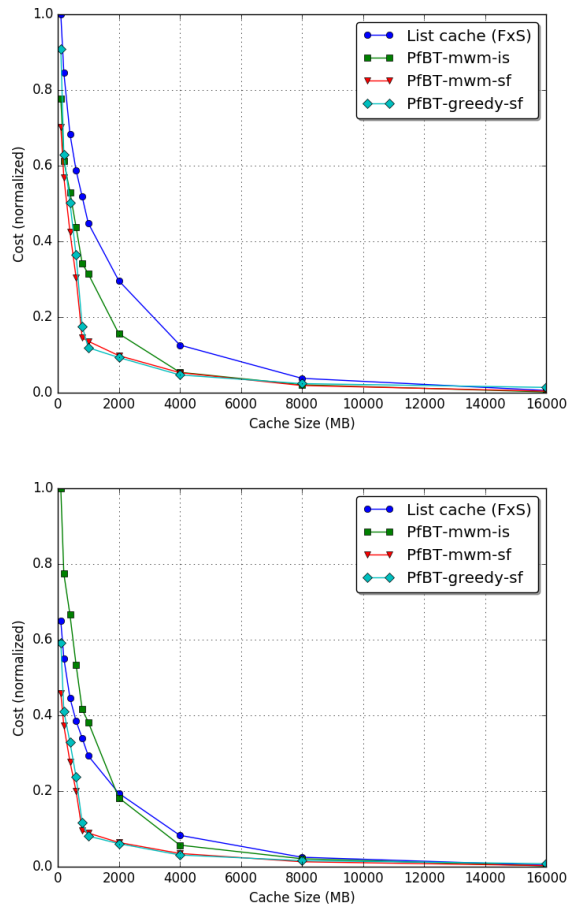 1.0
0.8
0.6
0.4
0.2
0.0
Cost (normalized)
List cache (FxS)
PfBT-mwm-is
PfBT-mwm-sf
PfBT-greedy-sf
0 2000 4000 6000 8000 10000 12000 14000 16000
Cache Size (MB)
1.0
0.8
0.6
0.4
0.2
0.0
Cost (normalized)
List cache (FxS)
PfBT-mwm-is
PfBT-mwm-sf
PfBT-greedy-sf
0 2000 4000 6000 8000 10000 12000 14000 16000
Cache Size (MB)